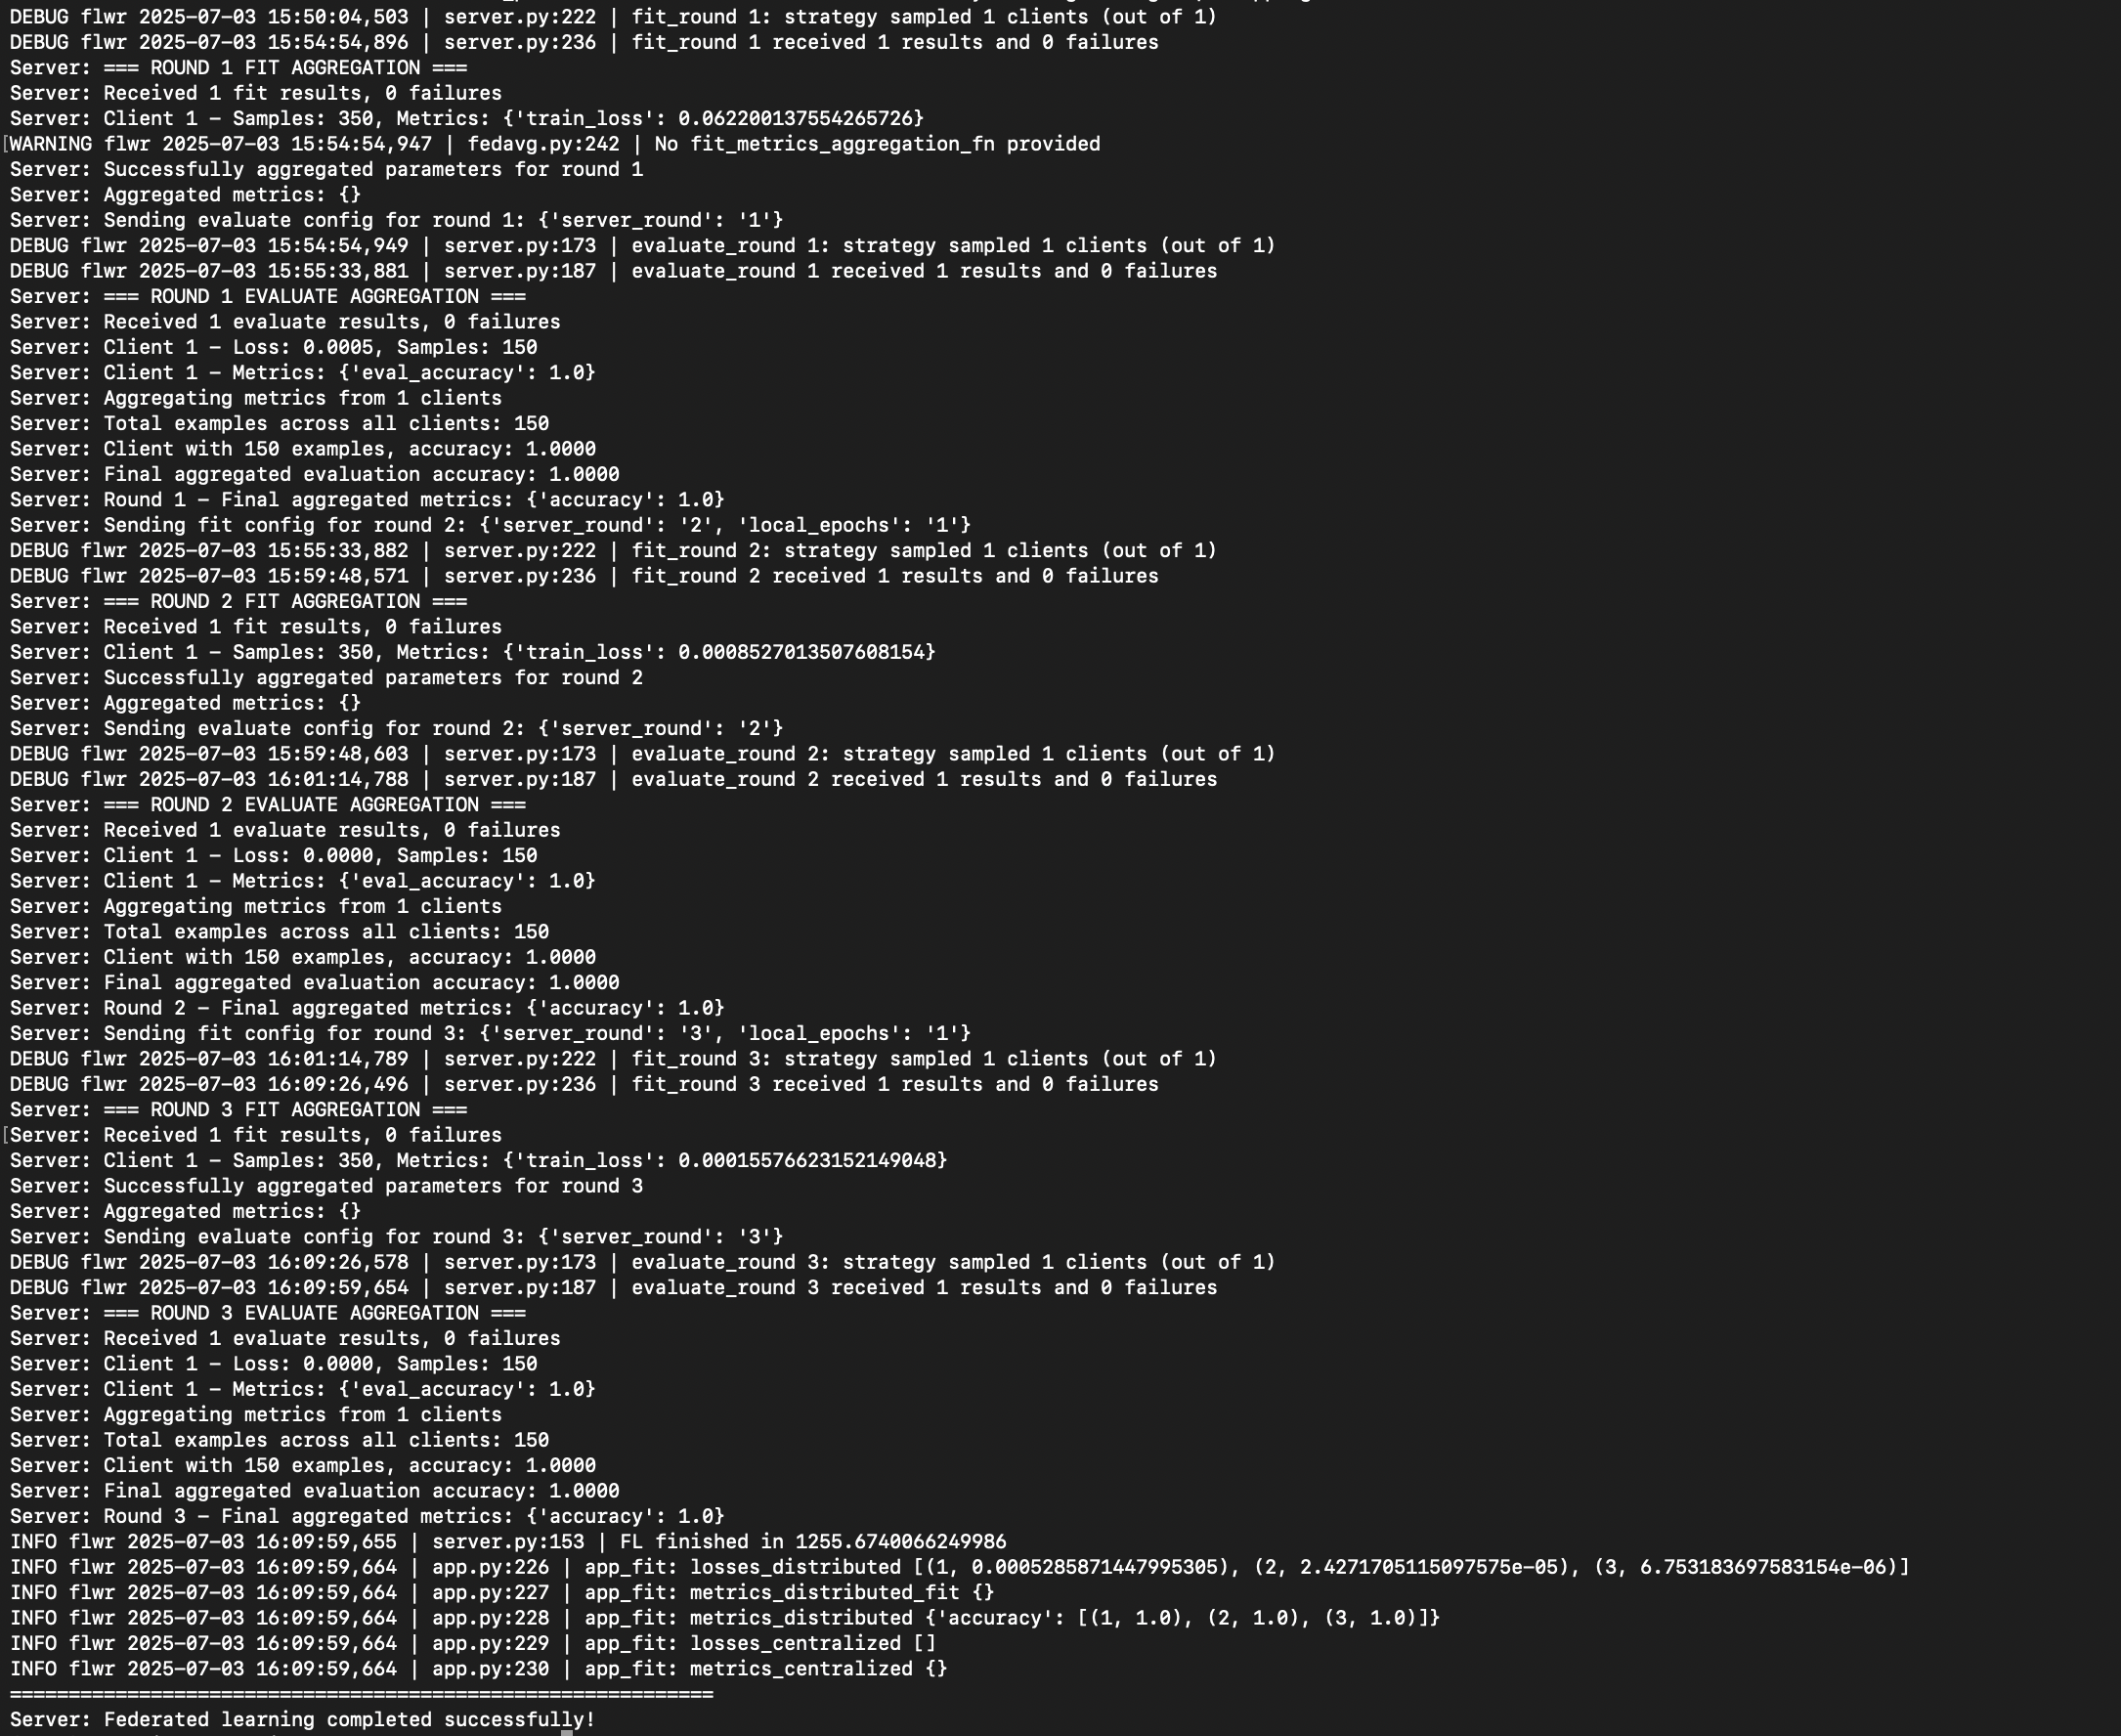 DEBUG flwr 2025-07-03 15:50:04,503 | server.py:222 | fit_round 1: strategy sampled 1 clients (out of 1)
DEBUG flwr 2025-07-03 15:54:54,896 | server.py:236 | fit_round 1 received 1 results and 0 failures
Server: === ROUND 1 FIT AGGREGATION ===
Server: Received 1 fit results, 0 failures
Server: Client 1 - Samples: 350, Metrics: {'train_loss': 0.062200137554265726}
WARNING flwr 2025-07-03 15:54:54,947 | fedavg.py:242 | No fit_metrics_aggregation_fn provided
Server: Successfully aggregated parameters for round 1
Server: Aggregated metrics: {}
Server: Sending evaluate config for round 1: {'server_round': '1'}
DEBUG flwr 2025-07-03 15:54:54,949 | server.py:173 | evaluate_round 1: strategy sampled 1 clients (out of 1)
DEBUG flwr 2025-07-03 15:55:33,881 | server.py:187 | evaluate_round 1 received 1 results and 0 failures
Server: === ROUND 1 EVALUATE AGGREGATION ===
Server: Received 1 evaluate results, 0 failures
Server: Client 1 - Loss: 0.0005, Samples: 150
Server: Client 1 - Metrics: {'eval_accuracy': 1.0}
Server: Aggregating metrics from 1 clients
Server: Total examples across all clients: 150
Server: Client with 150 examples, accuracy: 1.0000
Server: Final aggregated evaluation accuracy: 1.0000
Server: Round 1 - Final aggregated metrics: {'accuracy': 1.0}
Server: Sending fit config for round 2: {'server_round': '2', 'local_epochs': '1'}
DEBUG flwr 2025-07-03 15:55:33,882 | server.py:222 | fit_round 2: strategy sampled 1 clients (out of 1)
DEBUG flwr 2025-07-03 15:59:48,571 | server.py:236 | fit_round 2 received 1 results and 0 failures
Server: === ROUND 2 FIT AGGREGATION ===
Server: Received 1 fit results, 0 failures
Server: Client 1 - Samples: 350, Metrics: {'train_loss': 0.0008527013507608154}
Server: Successfully aggregated parameters for round 2
Server: Aggregated metrics: {}
Server: Sending evaluate config for round 2: {'server_round': '2'}
DEBUG flwr 2025-07-03 15:59:48,603 | server.py:173 | evaluate_round 2: strategy sampled 1 clients (out of 1)
DEBUG flwr 2025-07-03 16:01:14,788 | server.py:187 | evaluate_round 2 received 1 results and 0 failures
Server: === ROUND 2 EVALUATE AGGREGATION ===
Server: Received 1 evaluate results, 0 failures
Server: Client 1 - Loss: 0.0000, Samples: 150
Server: Client 1 - Metrics: {'eval_accuracy': 1.0}
Server: Aggregating metrics from 1 clients
Server: Total examples across all clients: 150
Server: Client with 150 examples, accuracy: 1.0000
Server: Final aggregated evaluation accuracy: 1.0000
Server: Round 2 - Final aggregated metrics: {'accuracy': 1.0}
Server: Sending fit config for round 3: {'server_round': '3', 'local_epochs': '1'}
DEBUG flwr 2025-07-03 16:01:14,789 | server.py:222 | fit_round 3: strategy sampled 1 clients (out of 1)
DEBUG flwr 2025-07-03 16:09:26,496 | server.py:236 | fit_round 3 received 1 results and 0 failures
Server: === ROUND 3 FIT AGGREGATION ===
Server: Received 1 fit results, 0 failures
Server: Client 1 - Samples: 350, Metrics: {'train_loss': 0.00015576623152149048}
Server: Successfully aggregated parameters for round 3
Server: Aggregated metrics: {}
Server: Sending evaluate config for round 3: {'server_round': '3'}
DEBUG flwr 2025-07-03 16:09:26,578 | server.py:173 | evaluate_round 3: strategy sampled 1 clients (out of 1)
DEBUG flwr 2025-07-03 16:09:59,654 | server.py:187 | evaluate_round 3 received 1 results and 0 failures
Server: === ROUND 3 EVALUATE AGGREGATION ===
Server: Received 1 evaluate results, 0 failures
Server: Client 1 - Loss: 0.0000, Samples: 150
Server: Client 1 - Metrics: {'eval_accuracy': 1.0}
Server: Aggregating metrics from 1 clients
Server: Total examples across all clients: 150
Server: Client with 150 examples, accuracy: 1.0000
Server: Final aggregated evaluation accuracy: 1.0000
Server: Round 3 - Final aggregated metrics: {'accuracy': 1.0}
INFO flwr 2025-07-03 16:09:59,655 | server.py:153 | FL finished in 1255.6740066249986
INFO flwr 2025-07-03 16:09:59,664 | app.py:226 | app_fit: losses_distributed [(1, 0.0005285871447995305), (2, 2.4271705115097575e-05), (3, 6.753183697583154e-06)]
INFO flwr 2025-07-03 16:09:59,664 | app.py:227 | app_fit: metrics_distributed_fit {}
INFO flwr 2025-07-03 16:09:59,664 | app.py:228 | app_fit: metrics_distributed {'accuracy': [(1, 1.0), (2, 1.0), (3, 1.0)]}
INFO flwr 2025-07-03 16:09:59,664 | app.py:229 | app_fit: losses_centralized []
INFO flwr 2025-07-03 16:09:59,664 | app.py:230 | app_fit: metrics_centralized {}
============================================================
Server: Federated learning completed successfully!